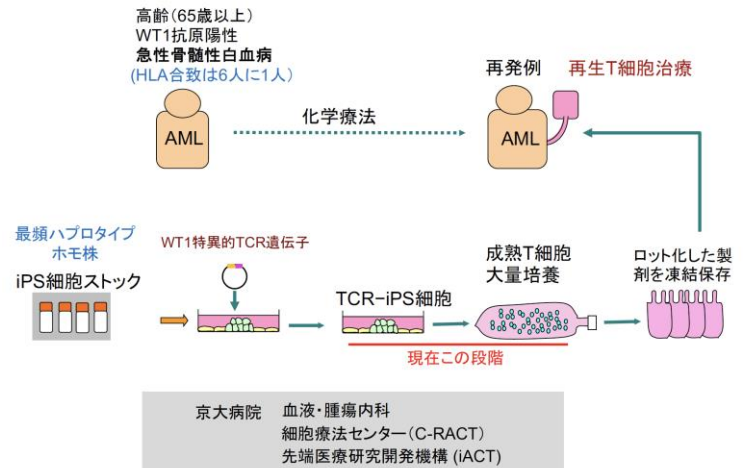 高齢(65歳以上)
WT1抗原陽性
急性骨髄性白血病
(HLA合致は6人に1人)
AML
化学療法
再発例
再生T細胞治療
AML
最頻ハプロタイプ
ホモ株
iPS細胞ストック
WT1特異的TCR遺伝子
TCR-iPS細胞
成熟T細胞
大量培養
ロット化した製
剤を凍結保存
現在この段階
京大病院 血液・腫瘍内科
細胞療法センター(C-RACT)
先端医療研究開発機構 (iACT)